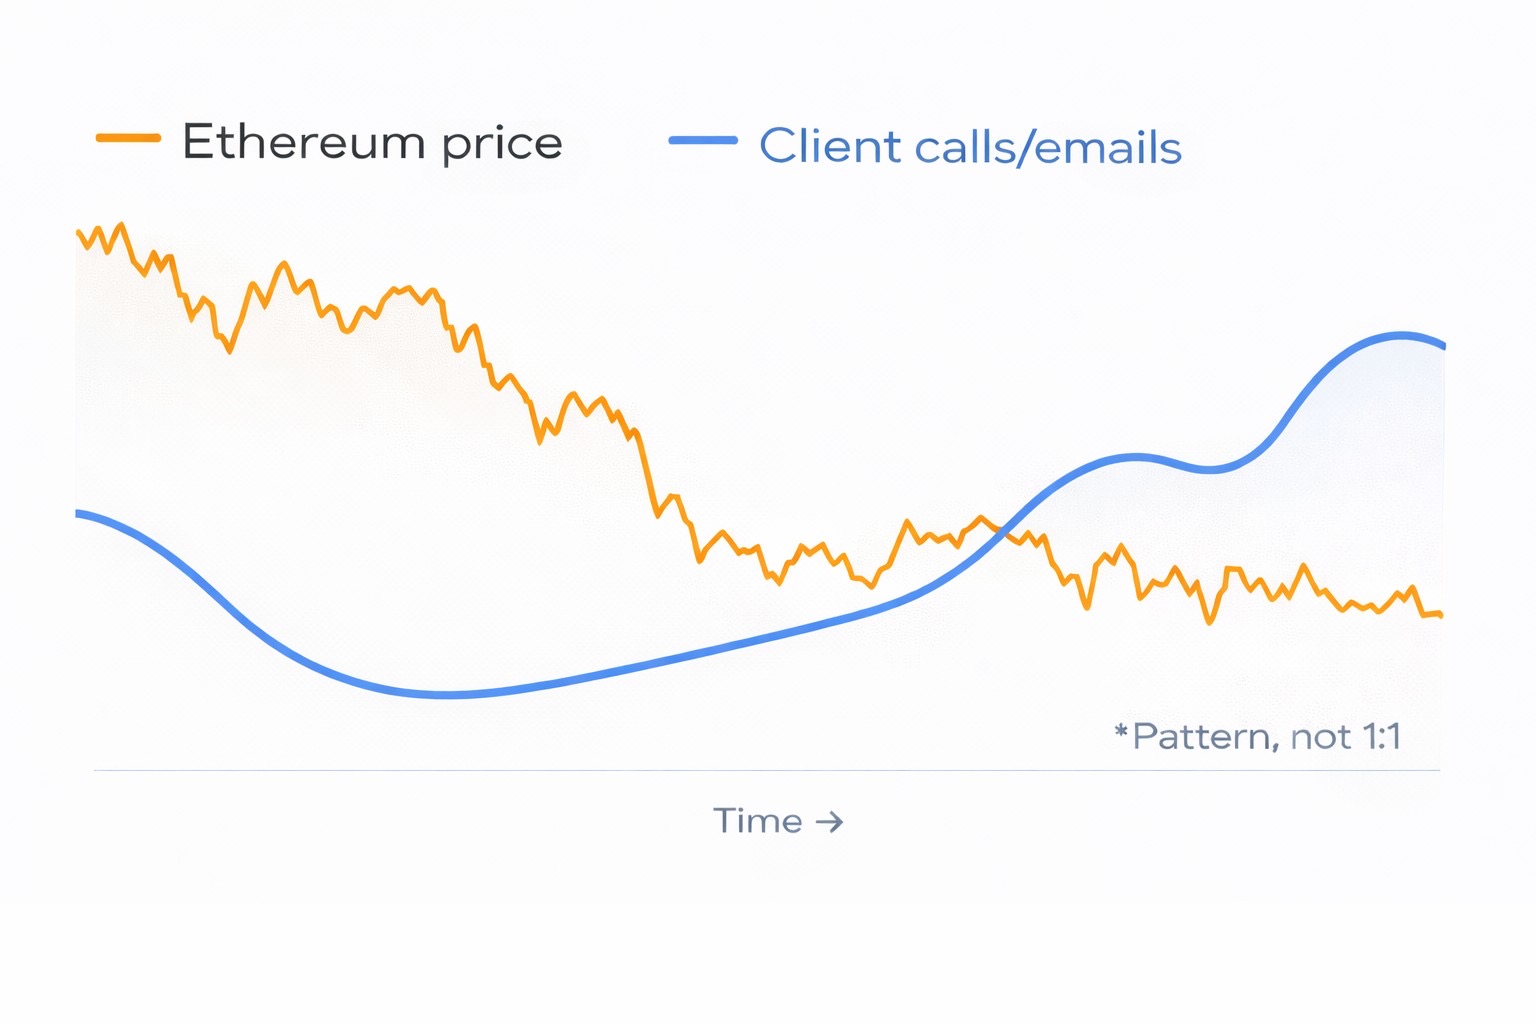 Ethereum price
Client calls/emails
*Pattern, not 1:1
Time →